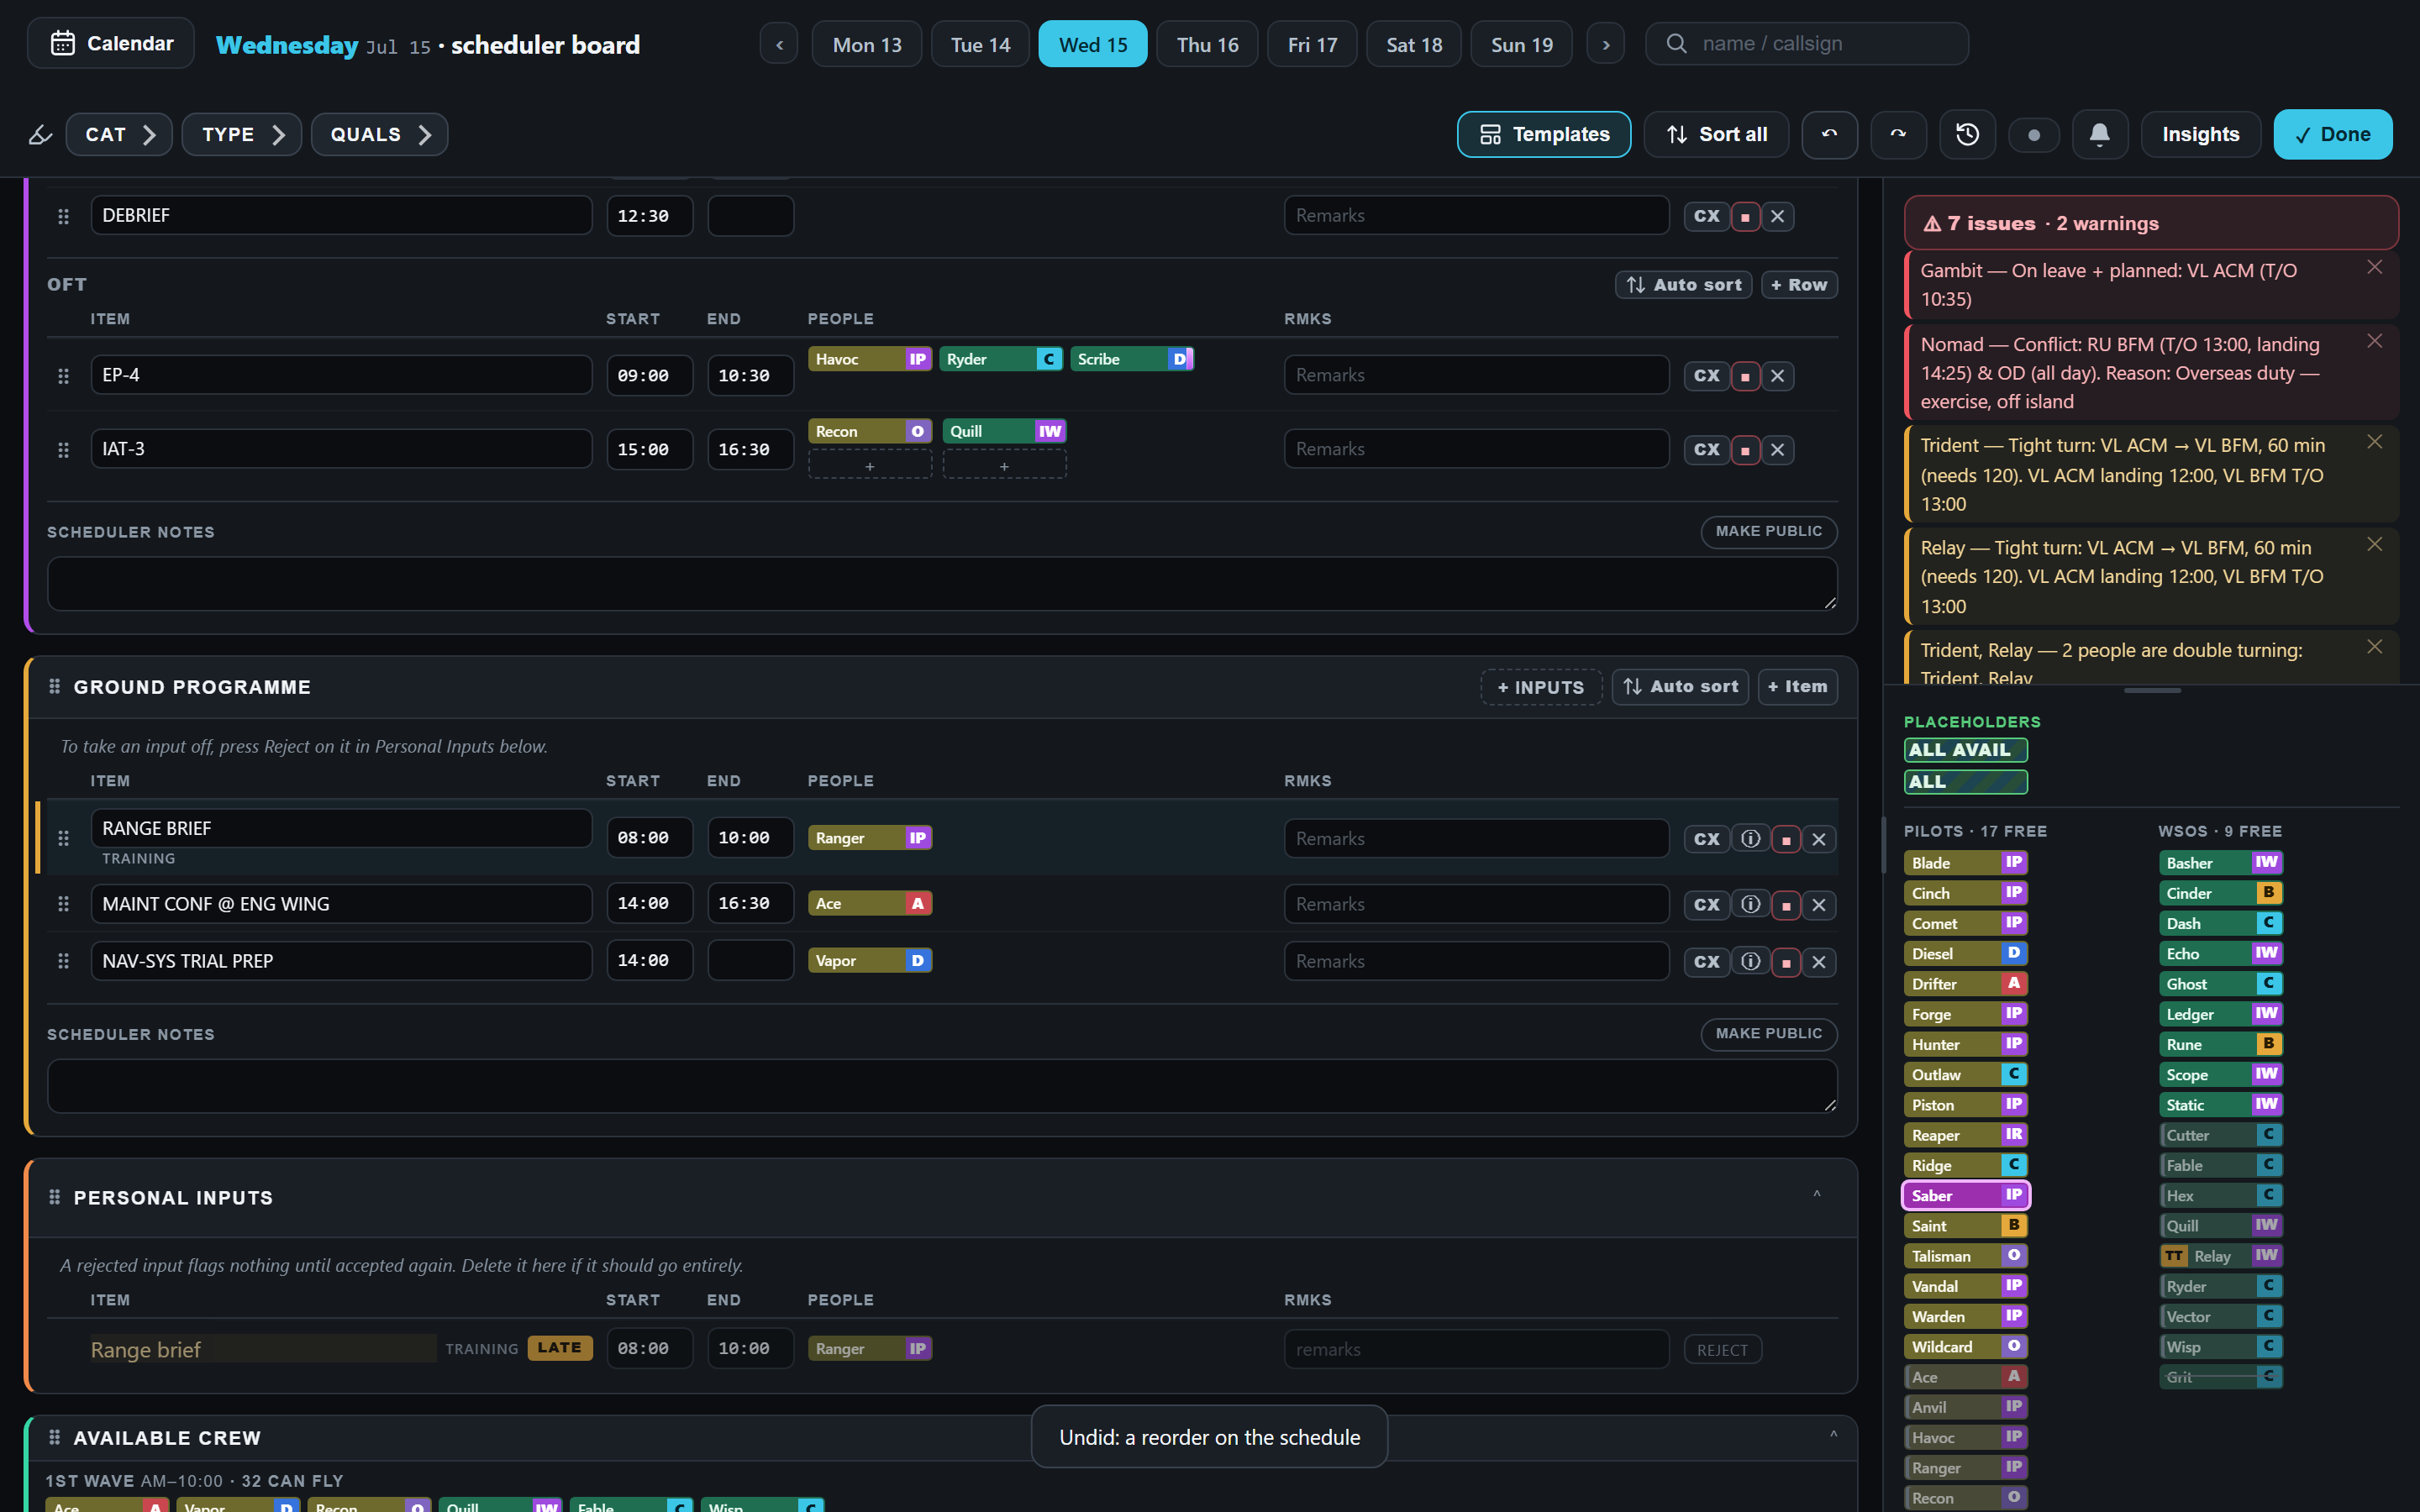 Calendar
Wednesday Jul 15 · scheduler board
‹ Mon 13 Tue 14 Wed 15 Thu 16 Fri 17 Sat 18 Sun 19 ›
name / callsign
CAT TYPE QUALS
Templates Sort all Insights ✓ Done
DEBRIEF 12:30 Remarks CX
OFT
Auto sort + Row
ITEM START END PEOPLE RMKS
EP-4 09:00 10:30 Havoc IP Ryder C Scribe D Remarks CX
IAT-3 15:00 16:30 Recon O Quill IW Remarks CX
+ +
SCHEDULER NOTES MAKE PUBLIC
GROUND PROGRAMME + INPUTS Auto sort + Item
To take an input off, press Reject on it in Personal Inputs below.
ITEM START END PEOPLE RMKS
RANGE BRIEF 08:00 10:00 Ranger IP Remarks CX
TRAINING
MAINT CONF @ ENG WING 14:00 16:30 Ace A Remarks CX
NAV-SYS TRIAL PREP 14:00 Vapor D Remarks CX
SCHEDULER NOTES MAKE PUBLIC
PERSONAL INPUTS
A rejected input flags nothing until accepted again. Delete it here if it should go entirely.
ITEM START END PEOPLE RMKS
Range brief TRAINING LATE 08:00 10:00 Ranger IP remarks REJECT
AVAILABLE CREW
1ST WAVE AM–10:00 · 32 CAN FLY
Ace A Vapor D Recon O Quill IW Fable C Wisp C
Undid: a reorder on the schedule
⚠ 7 issues · 2 warnings
Gambit — On leave + planned: VL ACM (T/O
10:35)
Nomad — Conflict: RU BFM (T/O 13:00, landing
14:25) & OD (all day). Reason: Overseas duty —
exercise, off island
Trident — Tight turn: VL ACM → VL BFM, 60 min
(needs 120). VL ACM landing 12:00, VL BFM T/O
13:00
Relay — Tight turn: VL ACM → VL BFM, 60 min
(needs 120). VL ACM landing 12:00, VL BFM T/O
13:00
Trident, Relay — 2 people are double turning:
Trident, Relay
PLACEHOLDERS
ALL AVAIL
ALL
PILOTS · 17 FREE
Blade IP
Cinch IP
Comet IP
Diesel D
Drifter A
Forge IP
Hunter IP
Outlaw C
Piston IP
Reaper IR
Ridge C
Saber IP
Saint B
Talisman O
Vandal IP
Warden IP
Wildcard O
Ace A
Anvil IP
Havoc IP
Ranger IP
Recon O
WSOS · 9 FREE
Basher IW
Cinder B
Dash C
Echo IW
Ghost C
Ledger IW
Rune B
Scope IW
Static IW
Cutter C
Fable C
Hex C
Quill IW
TT Relay IW
Ryder C
Vector C
Wisp C
Grit C